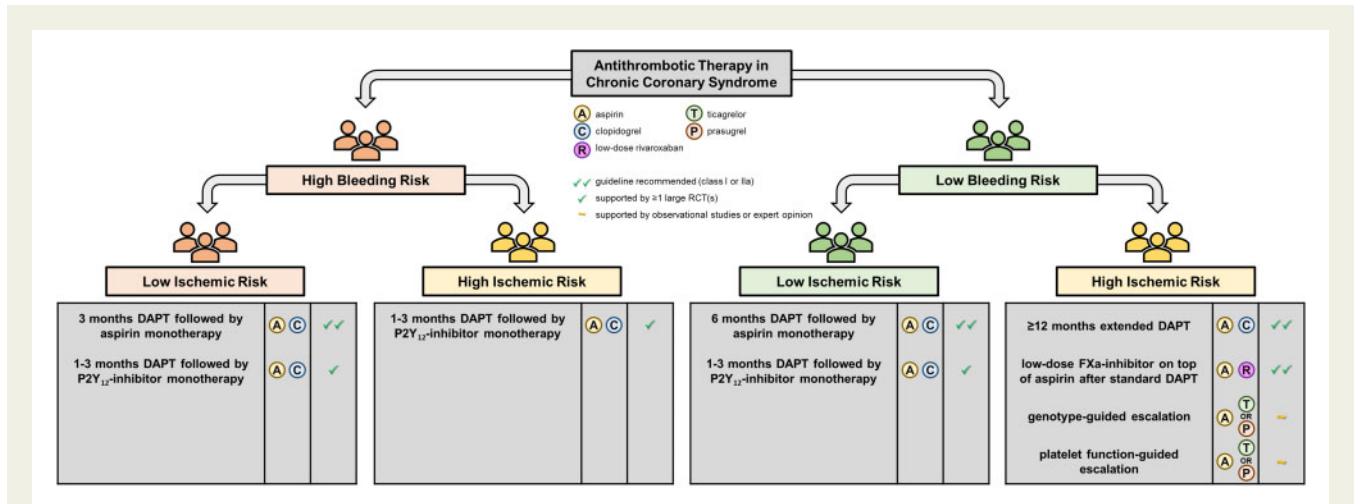 Antithrombotic Therapy in
Chronic Coronary Syndrome
A aspirin
T ticagrelor
C clopidogrel
P prasugrel
R low-dose rivaroxaban
✓✓ guideline recommended (class I or IIa)
✓ supported by ≥1 large RCT(s)
~ supported by observational studies or expert opinion
High Bleeding Risk
Low Bleeding Risk
Low Ischemic Risk
3 months DAPT followed by
aspirin monotherapy
A C ✓✓
1-3 months DAPT followed by
P2Y12-inhibitor monotherapy
A C ✓
High Ischemic Risk
1-3 months DAPT followed by
P2Y12-inhibitor monotherapy
A C ✓
Low Ischemic Risk
6 months DAPT followed by
aspirin monotherapy
A C ✓✓
1-3 months DAPT followed by
P2Y12-inhibitor monotherapy
A C ✓
High Ischemic Risk
≥12 months extended DAPT
A C ✓✓
low-dose FXa-inhibitor on top
of aspirin after standard DAPT
A R ✓✓
genotype-guided escalation
A T OR P ~
platelet function-guided
escalation
A T OR P ~